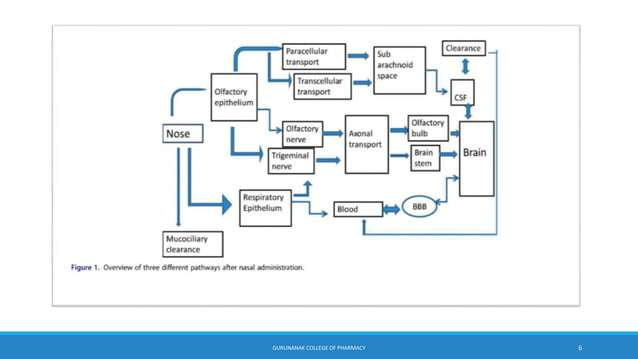 Paracellular
transport
Transcellular
transport
Sub
arachnoid
space
Clearance
CSF
Olfactory
epithelium
Nose
Olfactory
nerve
Trigeminal
nerve
Axonal
transport
Olfactory
bulb
Brain
stem
Brain
Respiratory
Epithelium
Blood
BBB
Mucociliary
clearance
Figure 1. Overview of three different pathways after nasal administration.
GURUNANAK COLLEGE OF PHARMACY
6